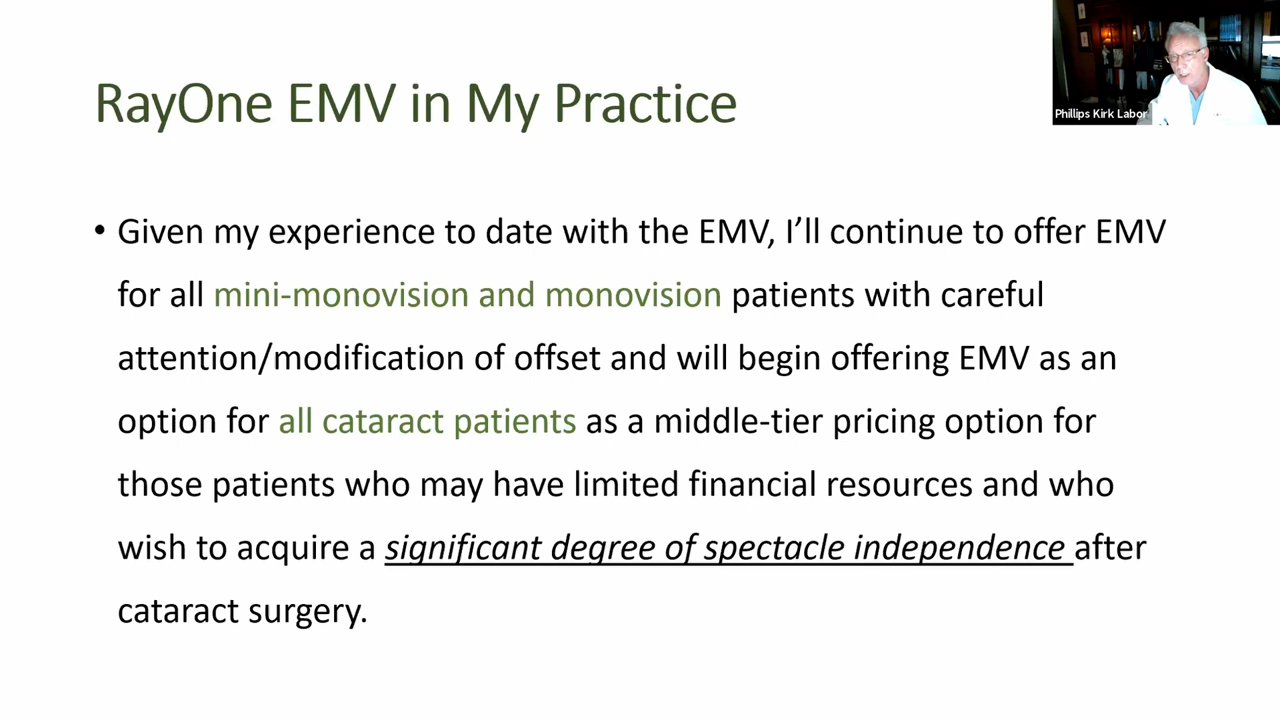 RayOne EMV in My Practice
Phillips Kirk Labor
• Given my experience to date with the EMV, I’ll continue to offer EMV
for all mini-monovision and monovision patients with careful
attention/modification of offset and will begin offering EMV as an
option for all cataract patients as a middle-tier pricing option for
those patients who may have limited financial resources and who
wish to acquire a significant degree of spectacle independence after
cataract surgery.